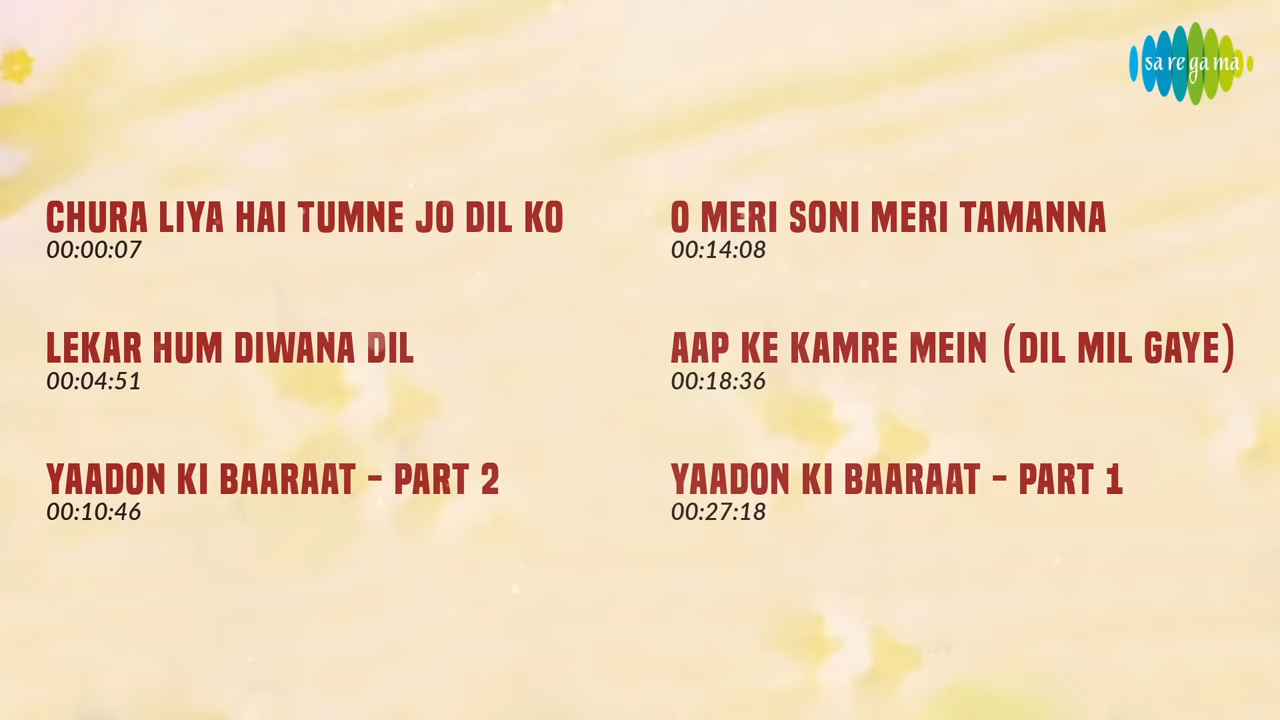 sa re ga ma
CHURA LIYA HAI TUMNE JO DIL KO
00:00:07
LEKAR HUM DIWANA DIL
00:04:51
YAADON KI BAARAAT - PART 2
00:10:46
O MERI SONI MERI TAMANNA
00:14:08
AAP KE KAMRE MEIN (DIL MIL GAYE)
00:18:36
YAADON KI BAARAAT - PART 1
00:27:18